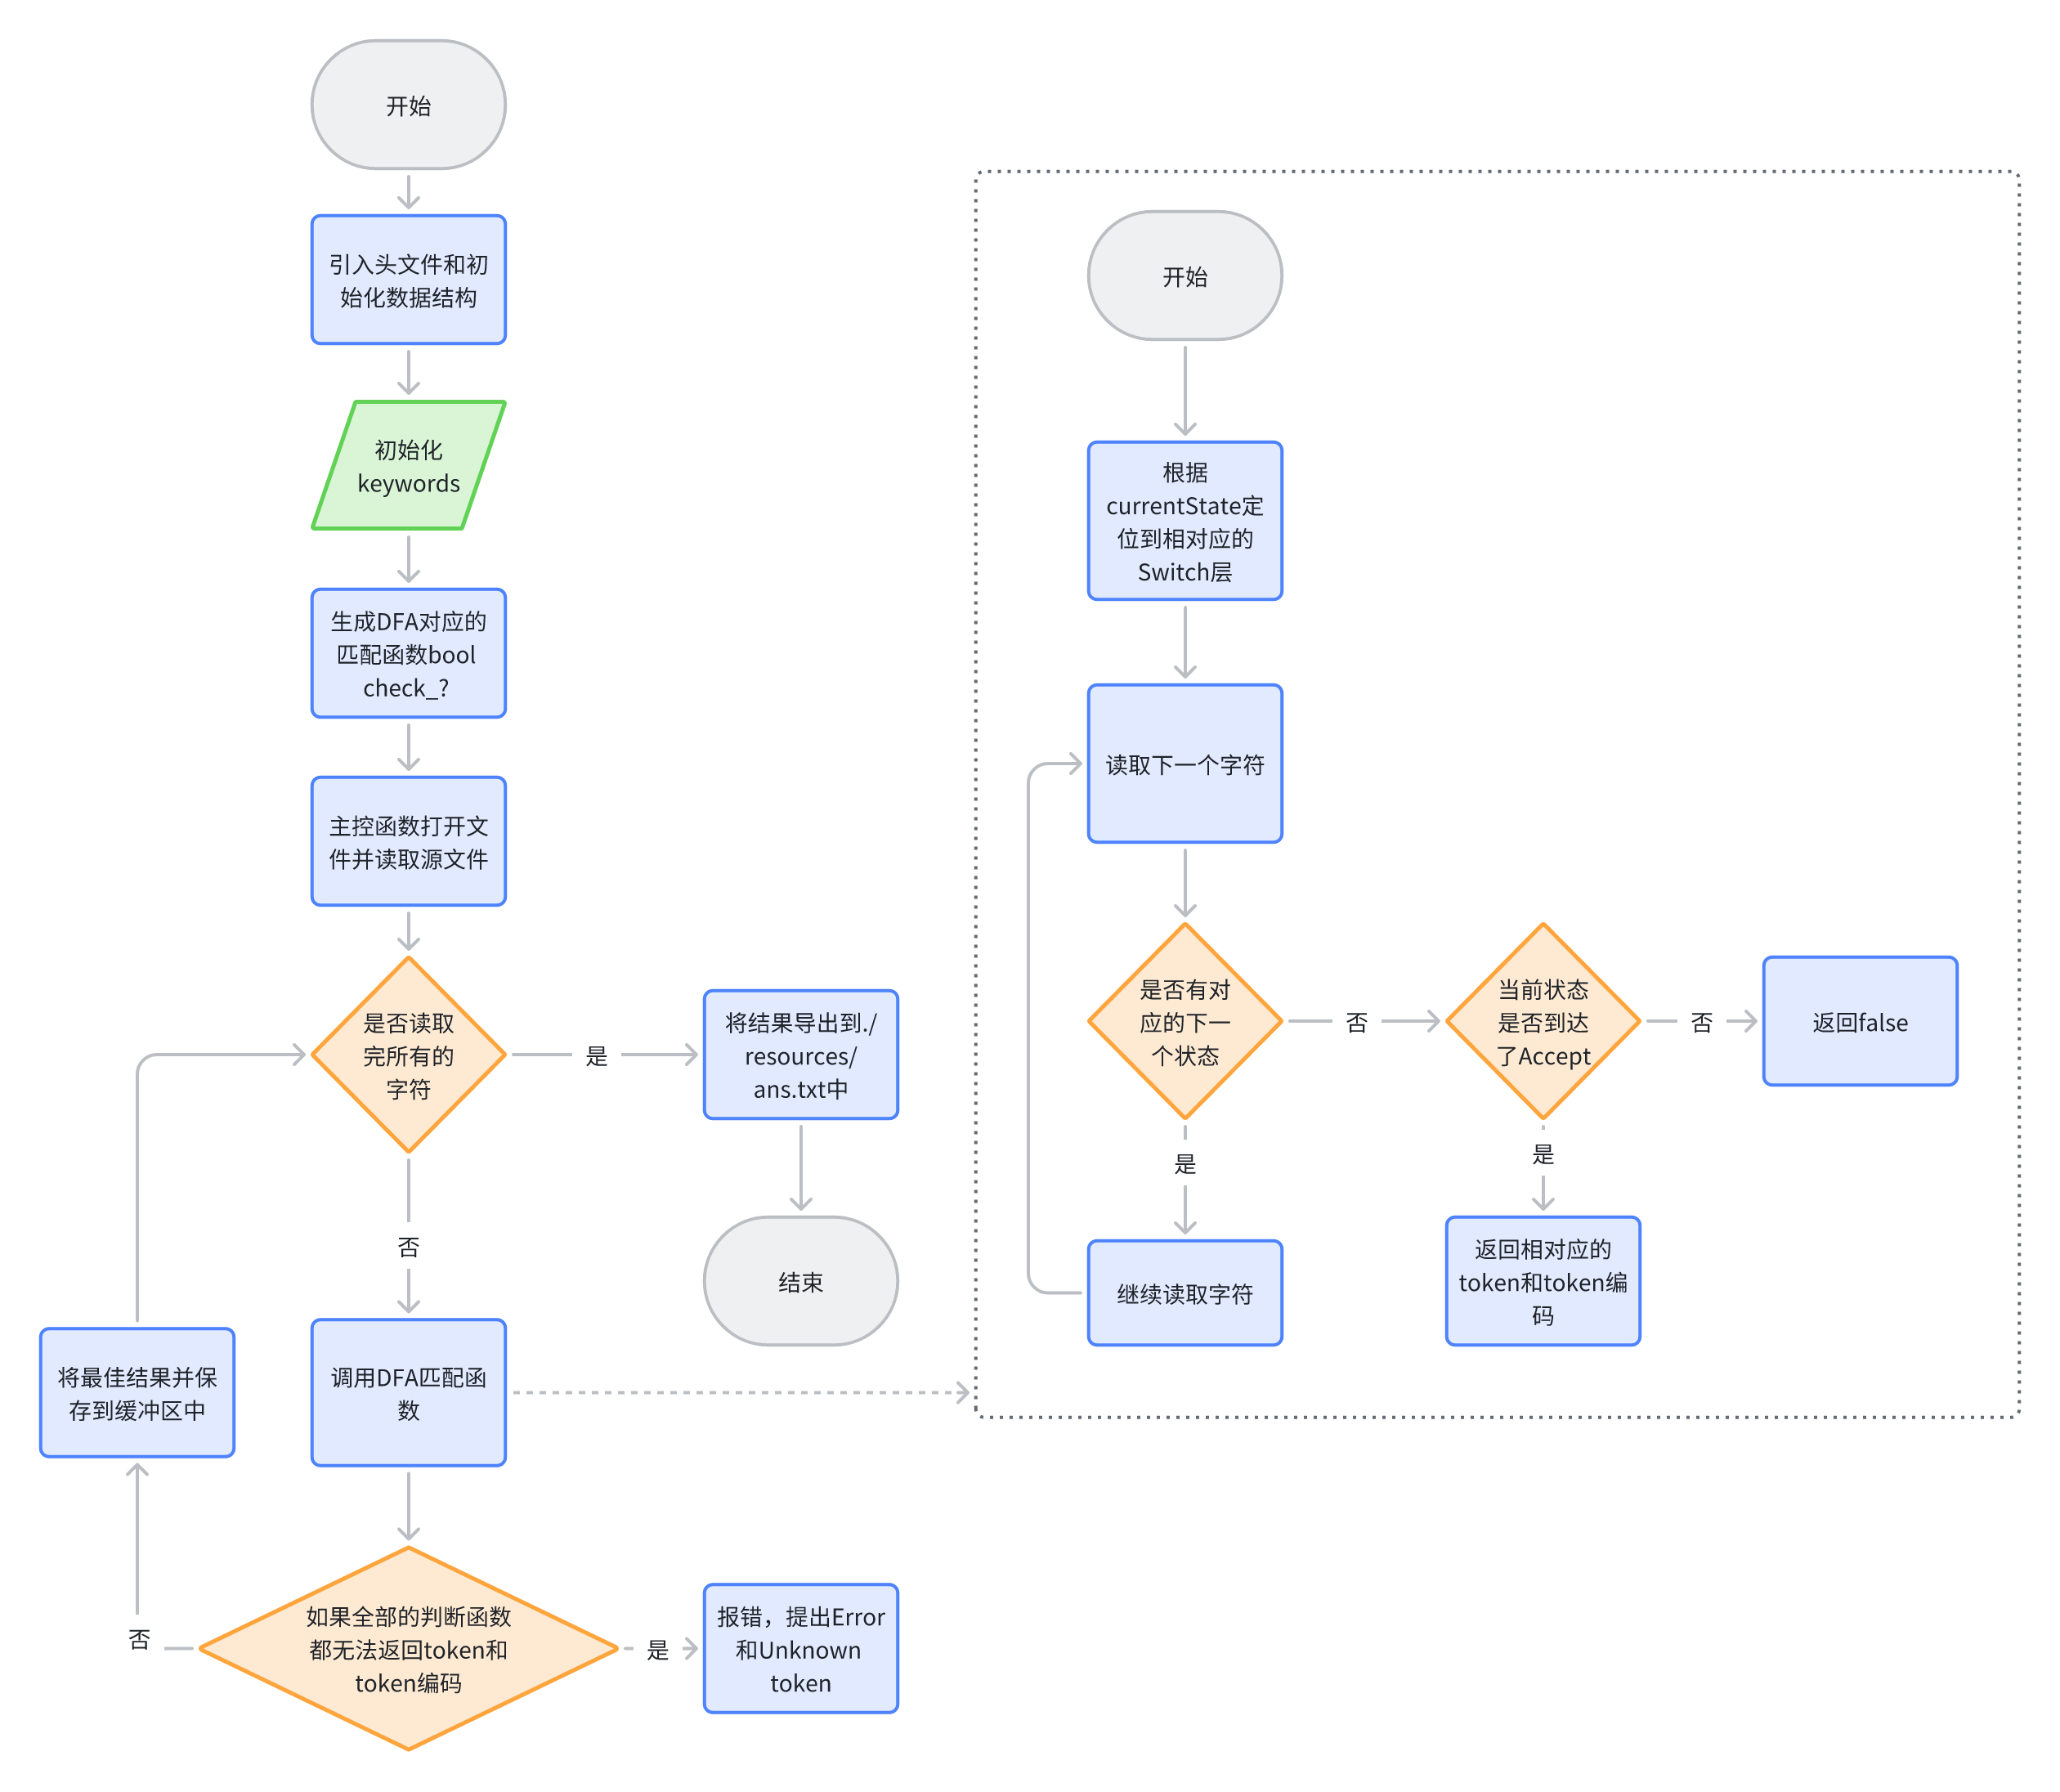 开始
引入头文件和初
始化数据结构
初始化
keywords
生成DFA对应的
匹配函数bool
check_?
主控函数打开文
件并读取源文件
是否读取
完所有的
字符
是
将结果导出到./
resources/
ans.txt中
结束
否
调用DFA匹配函
数
将最佳结果并保
存到缓冲区中
否
如果全部的判断函数
都无法返回token和
token编码
是
报错，提出Error
和Unknown
token
开始
根据
currentState定
位到相对应的
Switch层
读取下一个字符
是否有对
应的下一
个状态
否
当前状态
是否到达
了Accept
否
返回false
是
继续读取字符
是
返回相对应的
token和token编
码